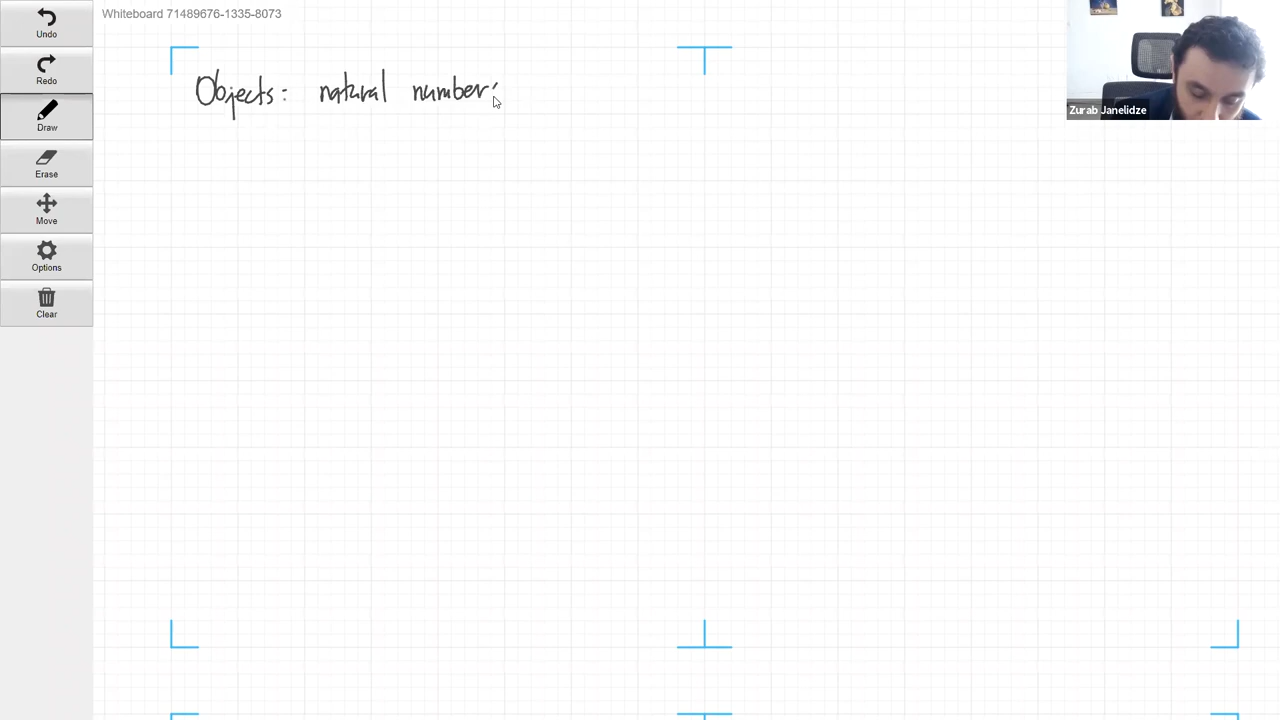 Whiteboard 71489676-1335-8073
Undo
Redo
Draw
Erase
Move
Options
Clear
Objects: natural number
Zurab Janelidze